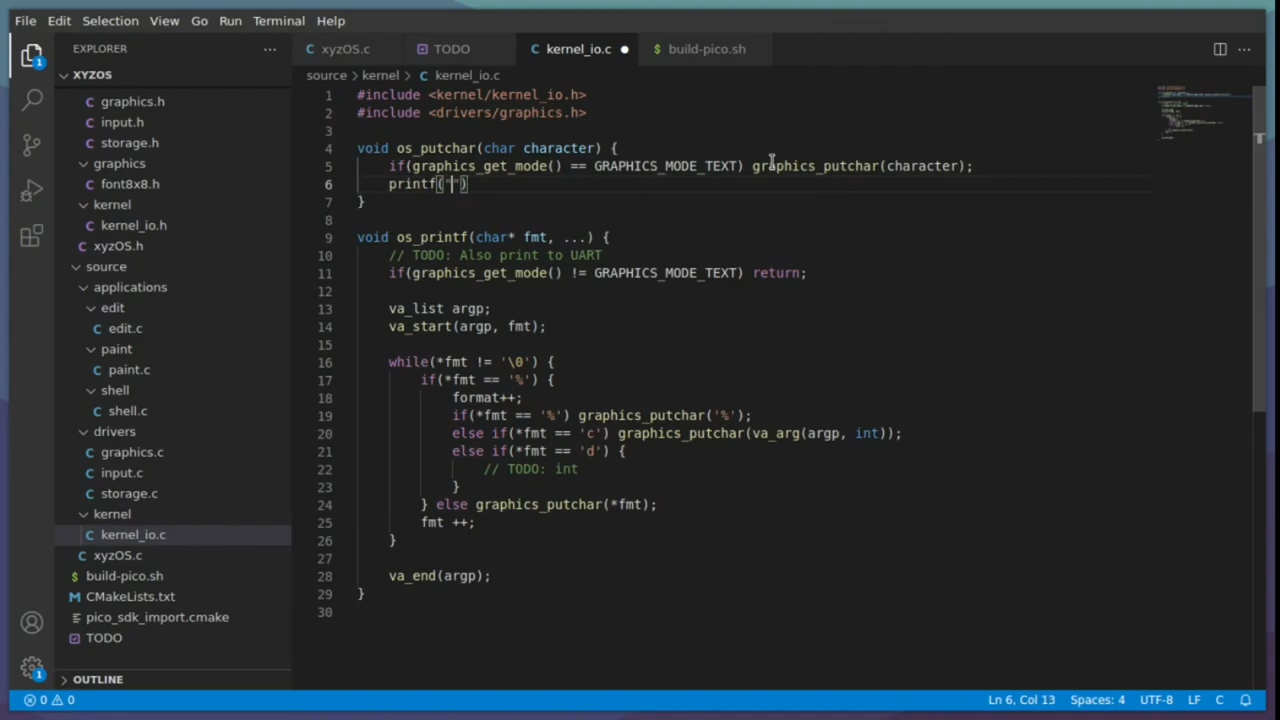 File Edit Selection View Go Run Terminal Help
EXPLORER ...
XYZOS
graphics.h
input.h
storage.h
graphics
font8x8.h
kernel
kernel_io.h
xyzOS.h
source
applications
edit
edit.c
paint
paint.c
shell
shell.c
drivers
graphics.c
input.c
storage.c
kernel
kernel_io.c
xyzOS.c
build-pico.sh
CMakeLists.txt
pico_sdk_import.cmake
TODO
OUTLINE
1
1
xyzOS.c TODO kernel_io.c build-pico.sh ...
source > kernel > C kernel_io.c
1 #include <kernel/kernel_io.h>
2 #include <drivers/graphics.h>
3
4 void os_putchar(char character) {
5 if(graphics_get_mode() == GRAPHICS_MODE_TEXT) graphics_putchar(character);
6 printf("")
7 }
8
9 void os_printf(char* fmt, ...) {
10 // TODO: Also print to UART
11 if(graphics_get_mode() != GRAPHICS_MODE_TEXT) return;
12
13 va_list argp;
14 va_start(argp, fmt);
15
16 while(*fmt != '\0') {
17 if(*fmt == '%') {
18 format++;
19 if(*fmt == '%') graphics_putchar('%');
20 else if(*fmt == 'c') graphics_putchar(va_arg(argp, int));
21 else if(*fmt == 'd') {
22 // TODO: int
23 }
24 } else graphics_putchar(*fmt);
25 fmt ++;
26 }
27
28 va_end(argp);
29 }
30
0 0 Ln 6, Col 13 Spaces: 4 UTF-8 LF C